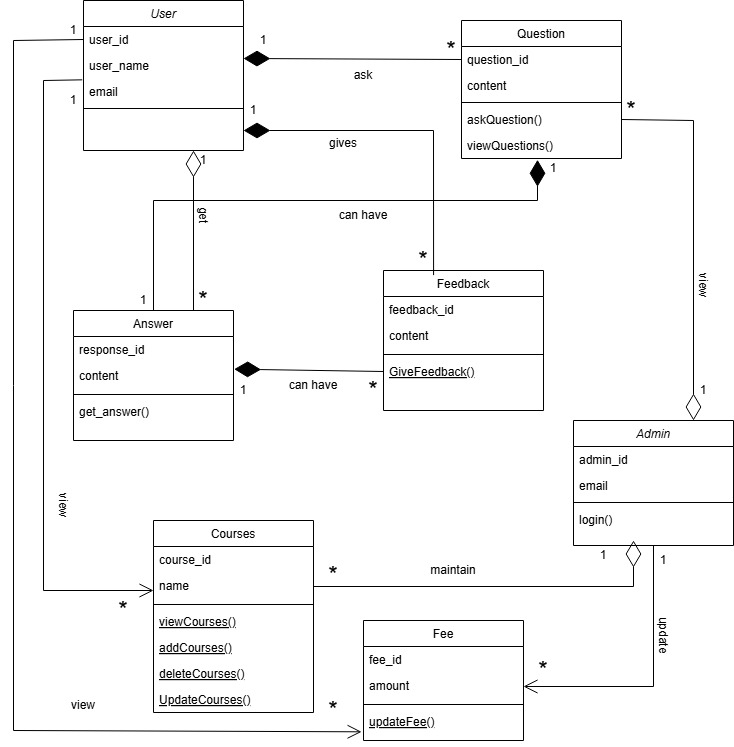 User
1
user_id
user_name
email
1
1
ask
*
Question
question_id
content
askQuestion()
viewQuestions()
*
1
gives
1
get
1
can have
view
*
1
*
Feedback
feedback_id
content
GiveFeedback()
Answer
response_id
content
get_answer()
1
can have
*
1
Admin
admin_id
email
login()
view
*
Courses
course_id
name
viewCourses()
addCourses()
deleteCourses()
UpdateCourses()
*
maintain
1
1
update
Fee
fee_id
amount
updateFee()
*
view
*